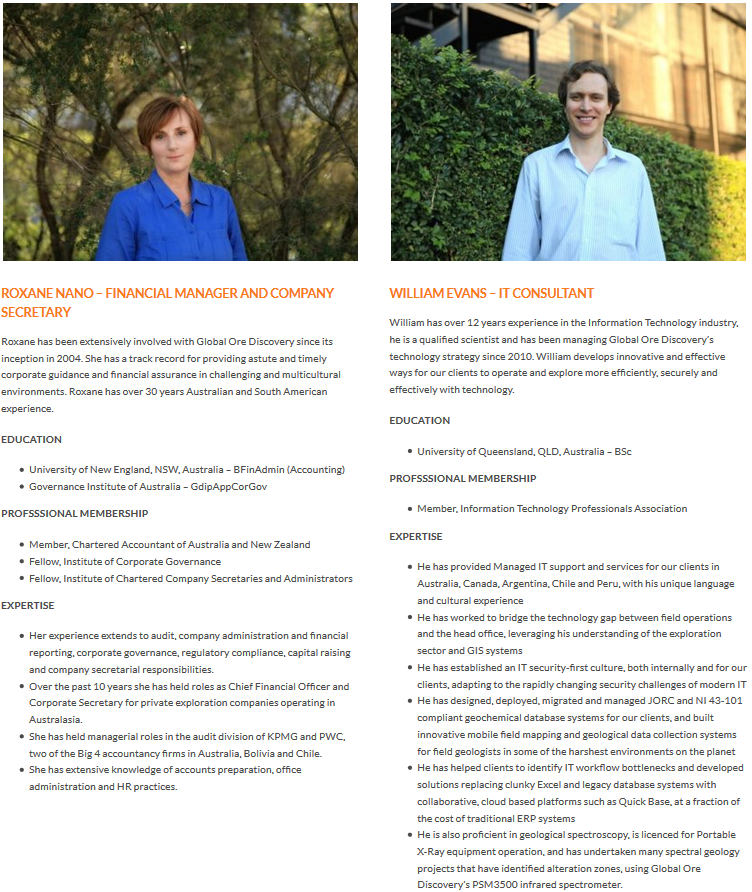 ROXANE NANO – FINANCIAL MANAGER AND COMPANY
SECRETARY
Roxane has been extensively involved with Global Ore Discovery since its
inception in 2004. She has a track record for providing astute and timely
corporate guidance and financial assurance in challenging and multicultural
environments. Roxane has over 30 years Australian and South American
experience.
EDUCATION
• University of New England, NSW, Australia – BFinAdmin (Accounting)
• Governance Institute of Australia – GdipAppCorGov
PROFSSSIONAL MEMBERSHIP
• Member, Chartered Accountant of Australia and New Zealand
• Fellow, Institute of Corporate Governance
• Fellow, Institute of Chartered Company Secretaries and Administrators
EXPERTISE
• Her experience extends to audit, company administration and financial
reporting, corporate governance, regulatory compliance, capital raising
and company secretarial responsibilities.
• Over the past 10 years she has held roles as Chief Financial Officer and
Corporate Secretary for private exploration companies operating in
Australasia.
• She has held managerial roles in the audit division of KPMG and PWC,
two of the Big 4 accountancy firms in Australia, Bolivia and Chile.
• She has extensive knowledge of accounts preparation, office
administration and HR practices.
WILLIAM EVANS – IT CONSULTANT
William has over 12 years experience in the Information Technology industry,
he is a qualified scientist and has been managing Global Ore Discovery's
technology strategy since 2010. William develops innovative and effective
ways for our clients to operate and explore more efficiently, securely and
effectively with technology.
EDUCATION
• University of Queensland, QLD, Australia – BSc
PROFSSSIONAL MEMBERSHIP
• Member, Information Technology Professionals Association
EXPERTISE
• He has provided Managed IT support and services for our clients in
Australia, Canada, Argentina, Chile and Peru, with his unique language
and cultural experience
• He has worked to bridge the technology gap between field operations
and the head office, leveraging his understanding of the exploration
sector and GIS systems
• He has established an IT security-first culture, both internally and for our
clients, adapting to the rapidly changing security challenges of modern IT
• He has designed, deployed, migrated and managed JORC and NI 43-101
compliant geochemical database systems for our clients, and built
innovative mobile field mapping and geological data collection systems
for field geologists in some of the harshest environments on the planet
• He has helped clients to identify IT workflow bottlenecks and developed
solutions replacing clunky Excel and legacy database systems with
collaborative, cloud based platforms such as Quick Base, at a fraction of
the cost of traditional ERP systems
• He is also proficient in geological spectroscopy, is licenced for Portable
X-Ray equipment operation, and has undertaken many spectral geology
projects that have identified alteration zones, using Global Ore
Discovery's PSM3500 infrared spectrometer.